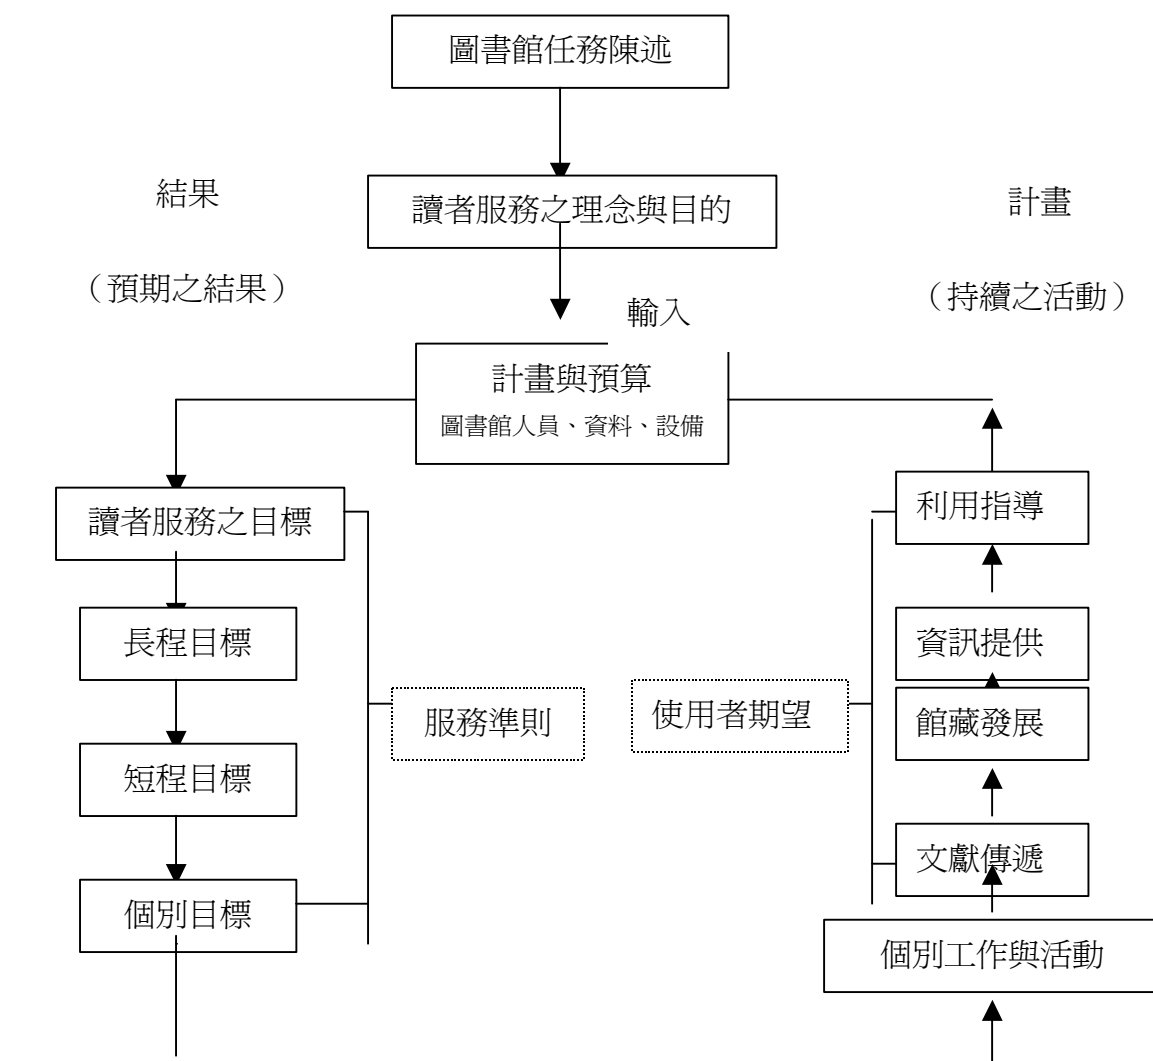 圖書館任務陳述
結果
讀者服務之理念與目的
計畫
（預期之結果）
（持續之活動）
輸入
計畫與預算
圖書館人員、資料、設備
讀者服務之目標
利用指導
長程目標
資訊提供
服務準則
使用者期望
館藏發展
短程目標
文獻傳遞
個別目標
個別工作與活動